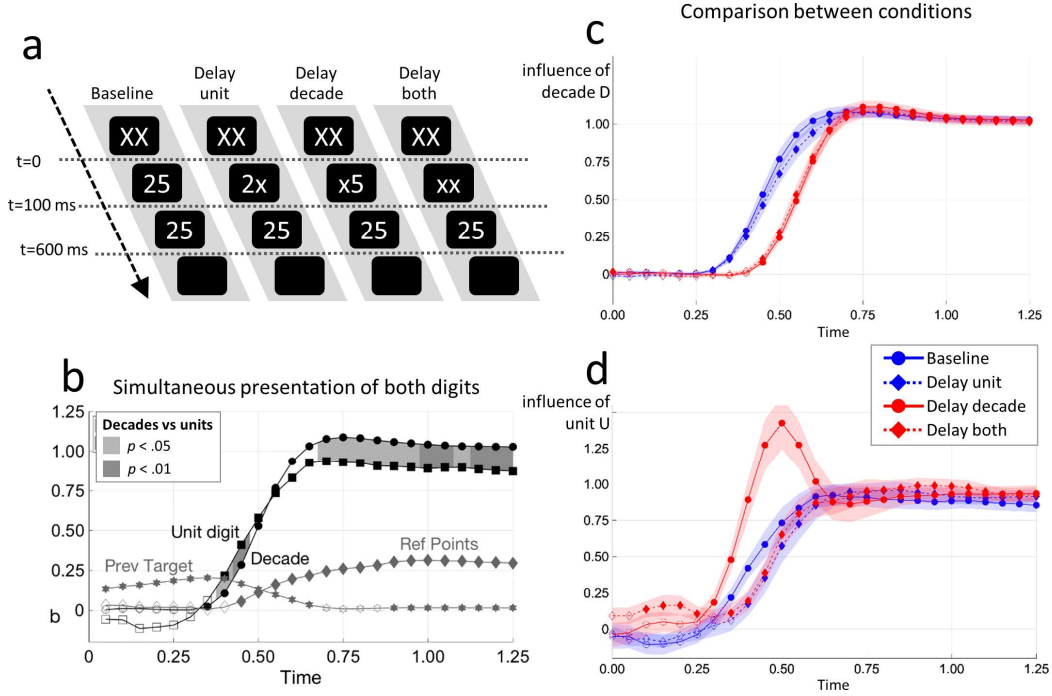 a
Baseline
Delay unit
Delay decade
Delay both
XX XX XX XX
t=0
25 2x x5 xx
t=100 ms
25 25 25 25
t=600 ms
b
Simultaneous presentation of both digits
1.25
1.00
0.75
0.50
0.25
0
b
Decades vs units
p < .05
p < .01
Unit digit
Decade
Prev Target
Ref Points
0 0.25 0.50 0.75 1.00 1.25
Time
Comparison between conditions
c
influence of
decade D
1.00
0.75
0.50
0.25
0
0.00 0.25 0.50 0.75 1.00 1.25
Time
d
influence of
unit U
Baseline
Delay unit
Delay decade
Delay both
1.25
1.00
0.75
0.50
0.25
0
0.00 0.25 0.50 0.75 1.00 1.25
Time